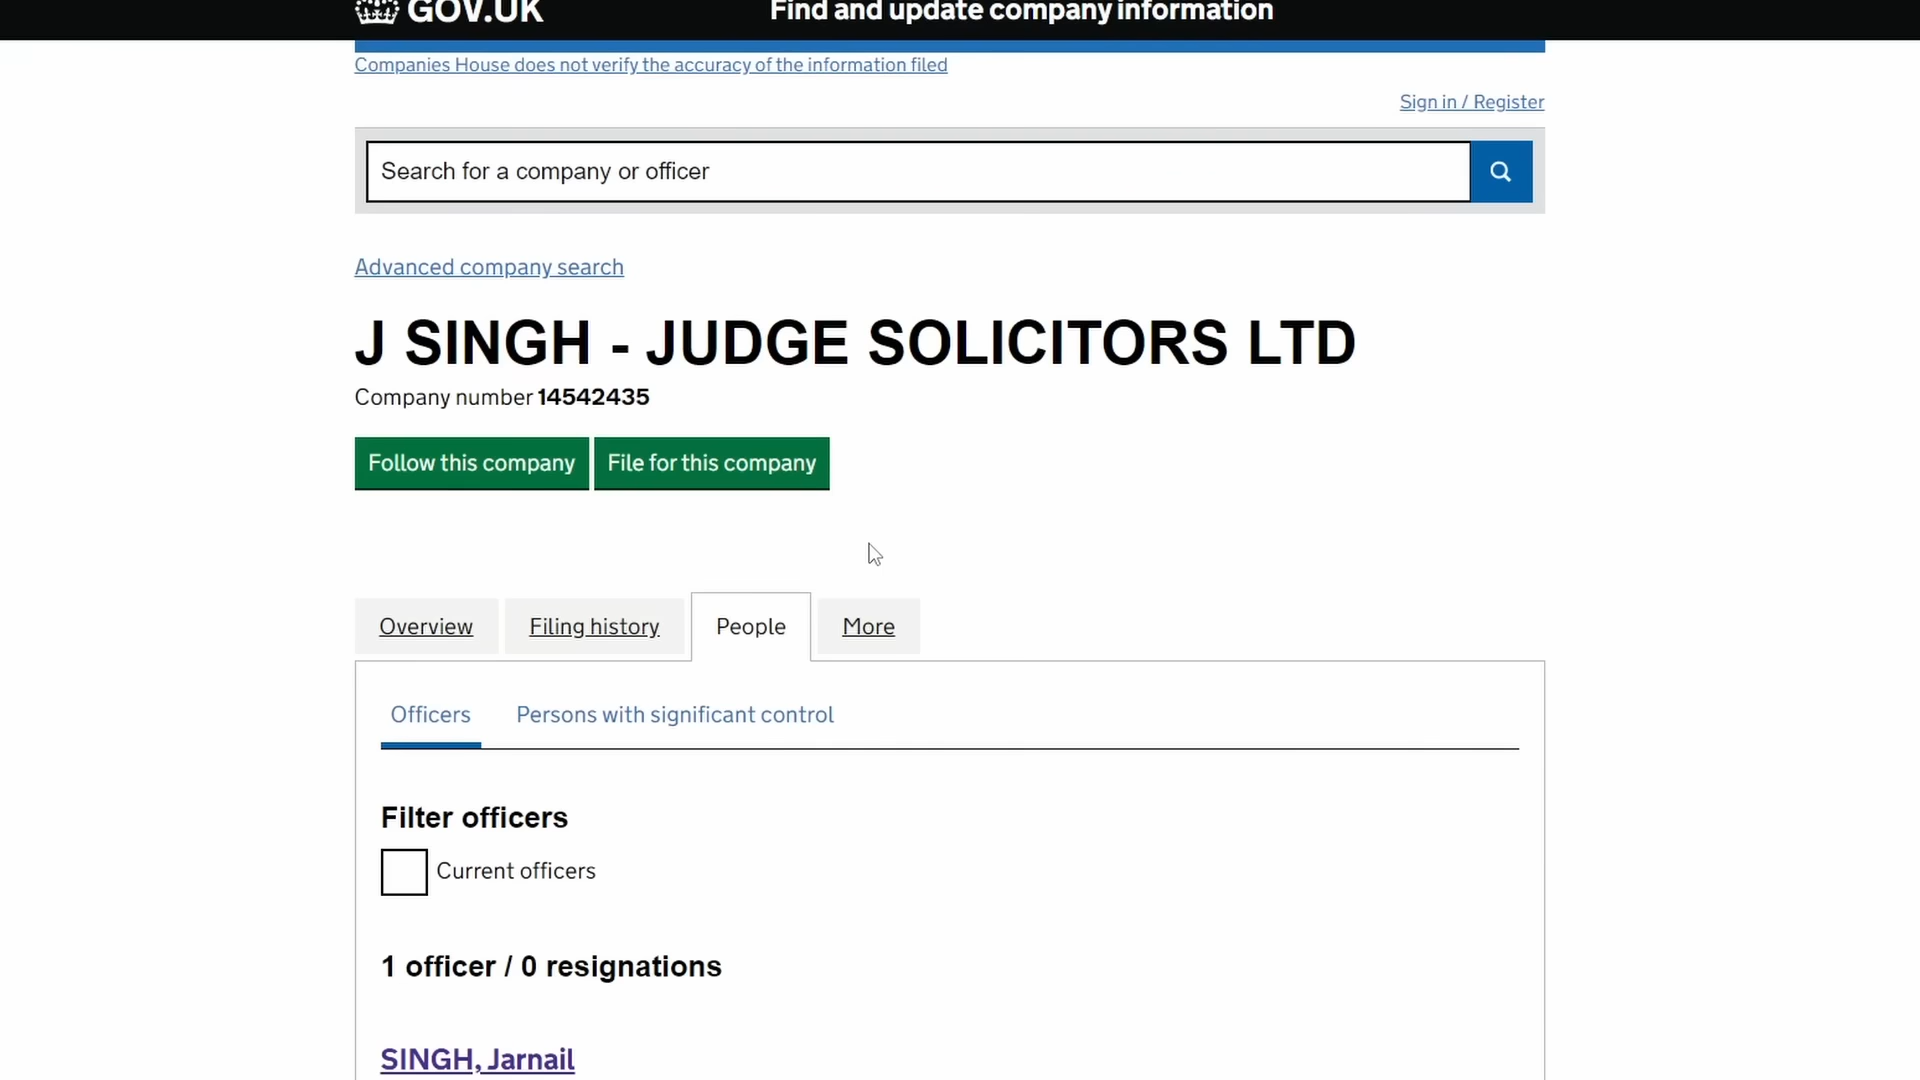 GOV.UK
Find and update company information
Companies House does not verify the accuracy of the information filed
Sign in / Register
Search for a company or officer
Advanced company search
J SINGH - JUDGE SOLICITORS LTD
Company number 14542435
Follow this company
File for this company
Overview
Filing history
People
More
Officers
Persons with significant control
Filter officers
Current officers
1 officer / 0 resignations
SINGH, Jarnail